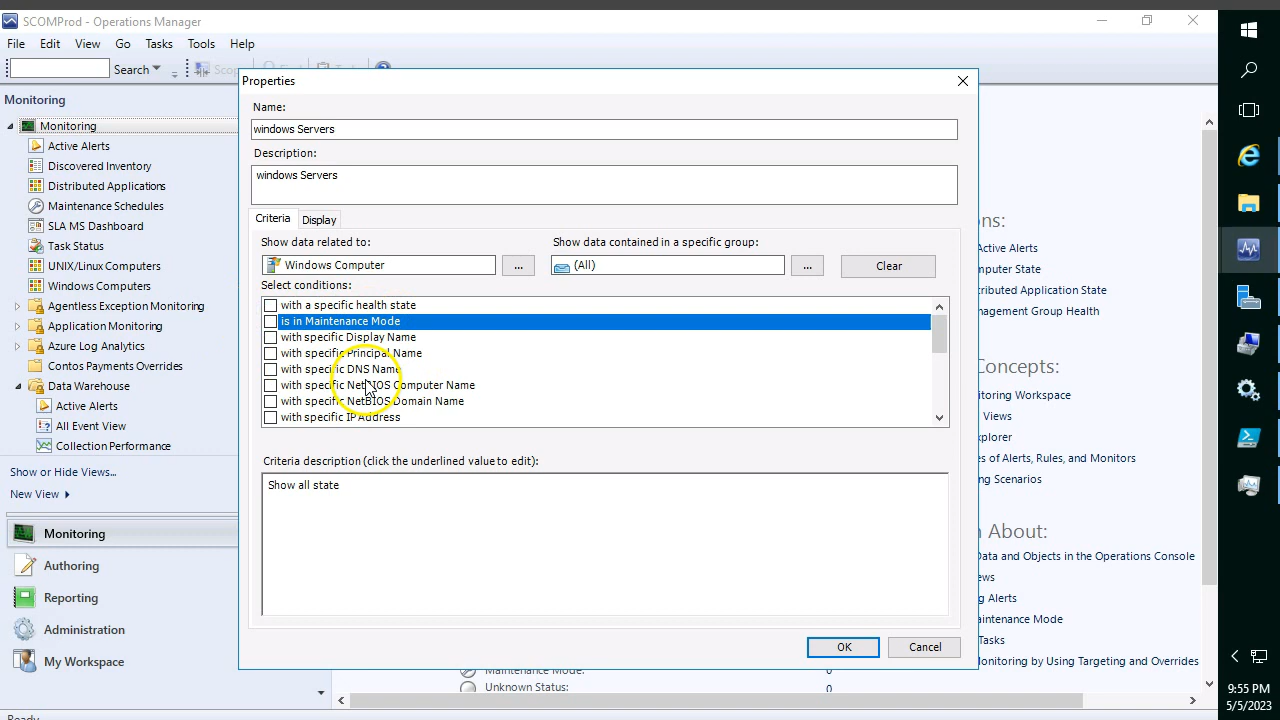 SCOMProd - Operations Manager
File Edit View Go Tasks Tools Help
Search
Monitoring
Monitoring
Active Alerts
Discovered Inventory
Distributed Applications
Maintenance Schedules
SLA MS Dashboard
Task Status
UNIX/Linux Computers
Windows Computers
Agentless Exception Monitoring
Application Monitoring
Azure Log Analytics
Contos Payments Overrides
Data Warehouse
Active Alerts
All Event View
Collection Performance
Show or Hide Views...
New View
Monitoring
Authoring
Reporting
Administration
My Workspace
Ready
Properties
Name:
windows Servers
Description:
windows Servers
Criteria Display
Show data related to: Show data contained in a specific group:
Windows Computer ... (All) ... Clear
Select conditions:
with a specific health state
is in Maintenance Mode
with specific Display Name
with specific Principal Name
with specific DNS Name
with specific NetBIOS Computer Name
with specific NetBIOS Domain Name
with specific IP Address
Criteria description (click the underlined value to edit):
Show all state
OK Cancel
ons:
Active Alerts
Computer State
Distributed Application State
Management Group Health
Concepts:
Monitoring Workspace
Views
Explorer
es of Alerts, Rules, and Monitors
oring Scenarios
n About:
Data and Objects in the Operations Console
ews
ng Alerts
aintenance Mode
Tasks
onitoring by Using Targeting and Overrides
Maintenance Mode: 0
Unknown Status: 0
9:55 PM
5/5/2023